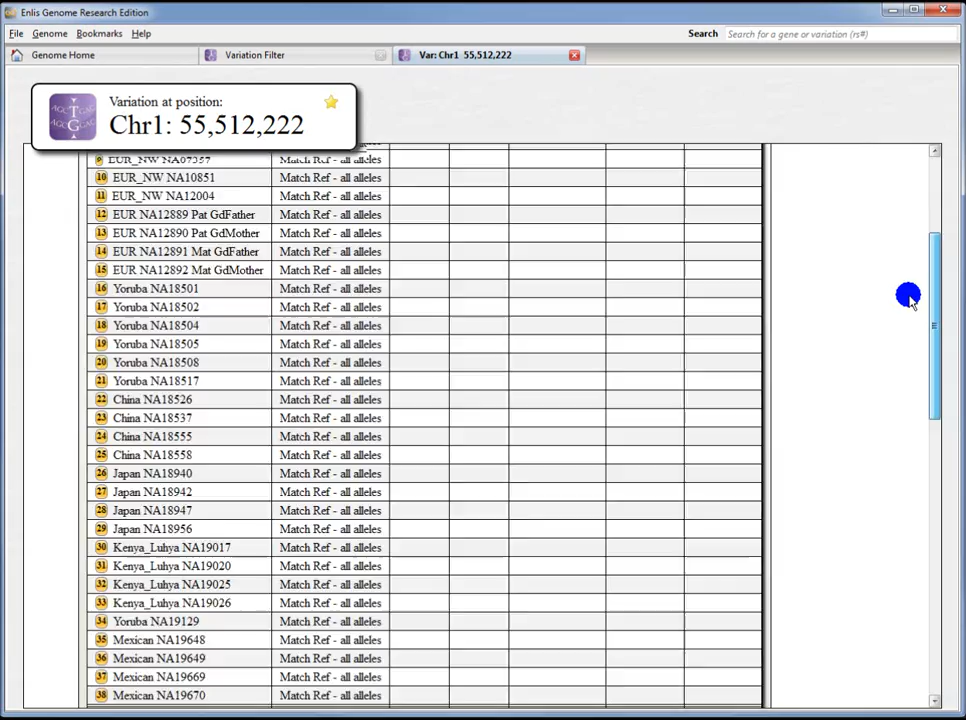 Enlis Genome Research Edition
File Genome Bookmarks Help
Search Search for a gene or variation (rs#)
Genome Home Variation Filter Var: Chr1 55,512,222
Variation at position:
Chr1: 55,512,222
9 EUR_NW NA07357 Match Ref - all alleles
10 EUR_NW NA10851 Match Ref - all alleles
11 EUR_NW NA12004 Match Ref - all alleles
12 EUR NA12889 Pat GdFather Match Ref - all alleles
13 EUR NA12890 Pat GdMother Match Ref - all alleles
14 EUR NA12891 Mat GdFather Match Ref - all alleles
15 EUR NA12892 Mat GdMother Match Ref - all alleles
16 Yoruba NA18501 Match Ref - all alleles
17 Yoruba NA18502 Match Ref - all alleles
18 Yoruba NA18504 Match Ref - all alleles
19 Yoruba NA18505 Match Ref - all alleles
20 Yoruba NA18508 Match Ref - all alleles
21 Yoruba NA18517 Match Ref - all alleles
22 China NA18526 Match Ref - all alleles
23 China NA18537 Match Ref - all alleles
24 China NA18555 Match Ref - all alleles
25 China NA18558 Match Ref - all alleles
26 Japan NA18940 Match Ref - all alleles
27 Japan NA18942 Match Ref - all alleles
28 Japan NA18947 Match Ref - all alleles
29 Japan NA18956 Match Ref - all alleles
30 Kenya_Luhya NA19017 Match Ref - all alleles
31 Kenya_Luhya NA19020 Match Ref - all alleles
32 Kenya_Luhya NA19025 Match Ref - all alleles
33 Kenya_Luhya NA19026 Match Ref - all alleles
34 Yoruba NA19129 Match Ref - all alleles
35 Mexican NA19648 Match Ref - all alleles
36 Mexican NA19649 Match Ref - all alleles
37 Mexican NA19669 Match Ref - all alleles
38 Mexican NA19670 Match Ref - all alleles